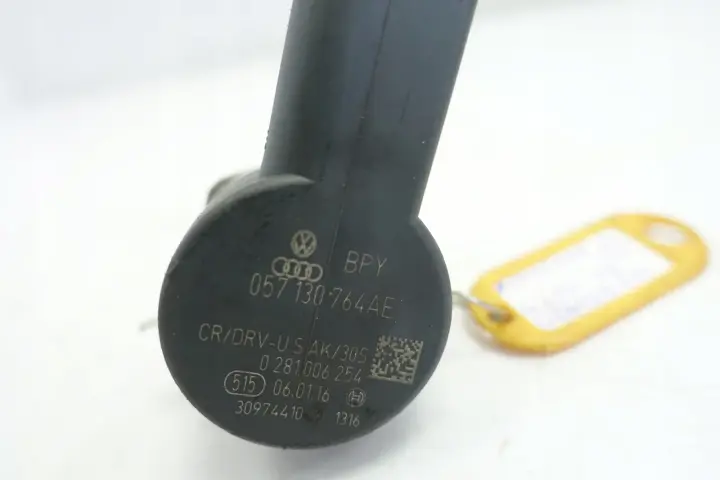 BPY
057 130 764AE
CR/DRV-U S AK/30S
0 281 006 254
515 06.01.16
30974410 1316